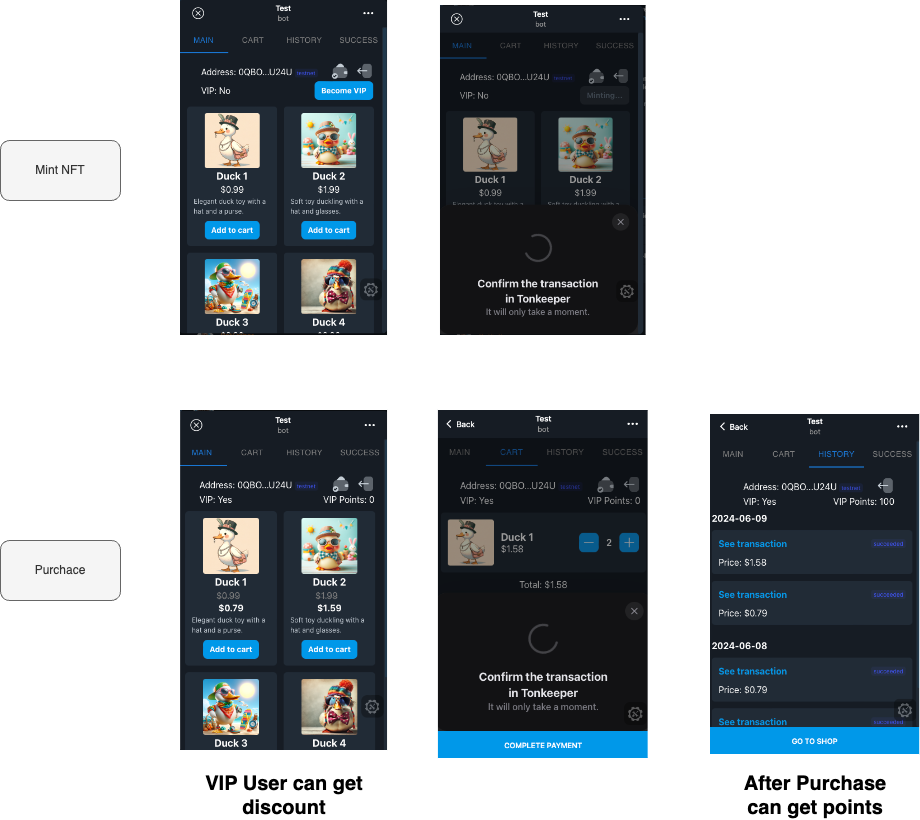 Test
bot
MAIN CART HISTORY SUCCESS
Address: 0QBO...U24U testnet
VIP: No
Become VIP
Duck 1
$0.99
Elegant duck toy with a
hat and a purse.
Add to cart
Duck 2
$1.99
Soft toy duckling with a
hat and glasses.
Add to cart
Duck 3
Duck 4
Test
bot
MAIN CART HISTORY SUCCESS
Address: 0QBO...U24U testnet
VIP: No
Minting...
Duck 1
$0.99
Elegant duck toy with a
Duck 2
$1.99
Soft toy duckling with a
Confirm the transaction
in Tonkeeper
It will only take a moment.
Mint NFT
Test
bot
MAIN CART HISTORY SUCCESS
Address: 0QBO...U24U testnet
VIP: Yes VIP Points: 0
Duck 1
$0.99
$0.79
Elegant duck toy with a
hat and a purse.
Add to cart
Duck 2
$1.99
$1.59
Soft toy duckling with a
hat and glasses.
Add to cart
Duck 3
Duck 4
Back
Test
bot
MAIN CART HISTORY SUCCESS
Address: 0QBO...U24U testnet
VIP: Yes VIP Points: 0
Duck 1
$1.58
2
Total: $1.58
Confirm the transaction
in Tonkeeper
It will only take a moment.
COMPLETE PAYMENT
Back
Test
bot
MAIN CART HISTORY SUCCESS
Address: 0QBO...U24U testnet
VIP: Yes VIP Points: 100
2024-06-09
See transaction succeeded
Price: $1.58
See transaction succeeded
Price: $0.79
2024-06-08
See transaction succeeded
Price: $0.79
See transaction succeeded
GO TO SHOP
Purchace
VIP User can get
discount
After Purchase
can get points